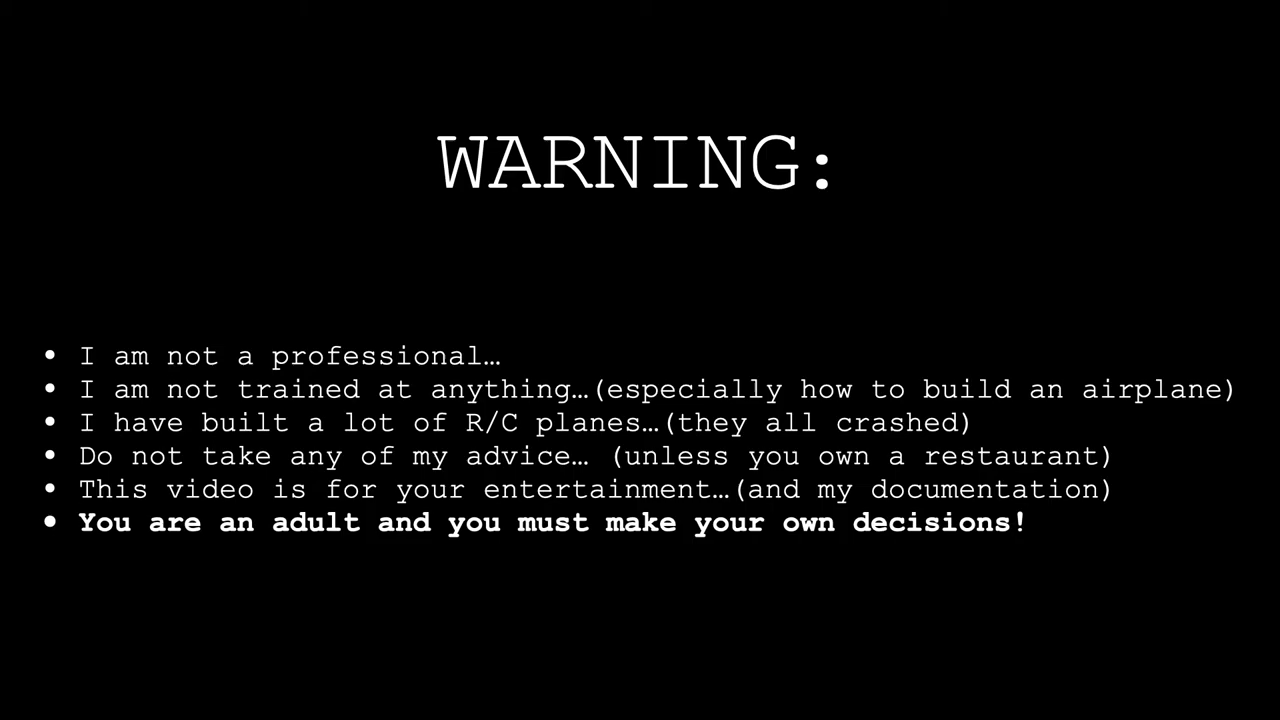 WARNING:
• I am not a professional…
• I am not trained at anything…(especially how to build an airplane)
• I have built a lot of R/C planes…(they all crashed)
• Do not take any of my advice… (unless you own a restaurant)
• This video is for your entertainment…(and my documentation)
• You are an adult and you must make your own decisions!